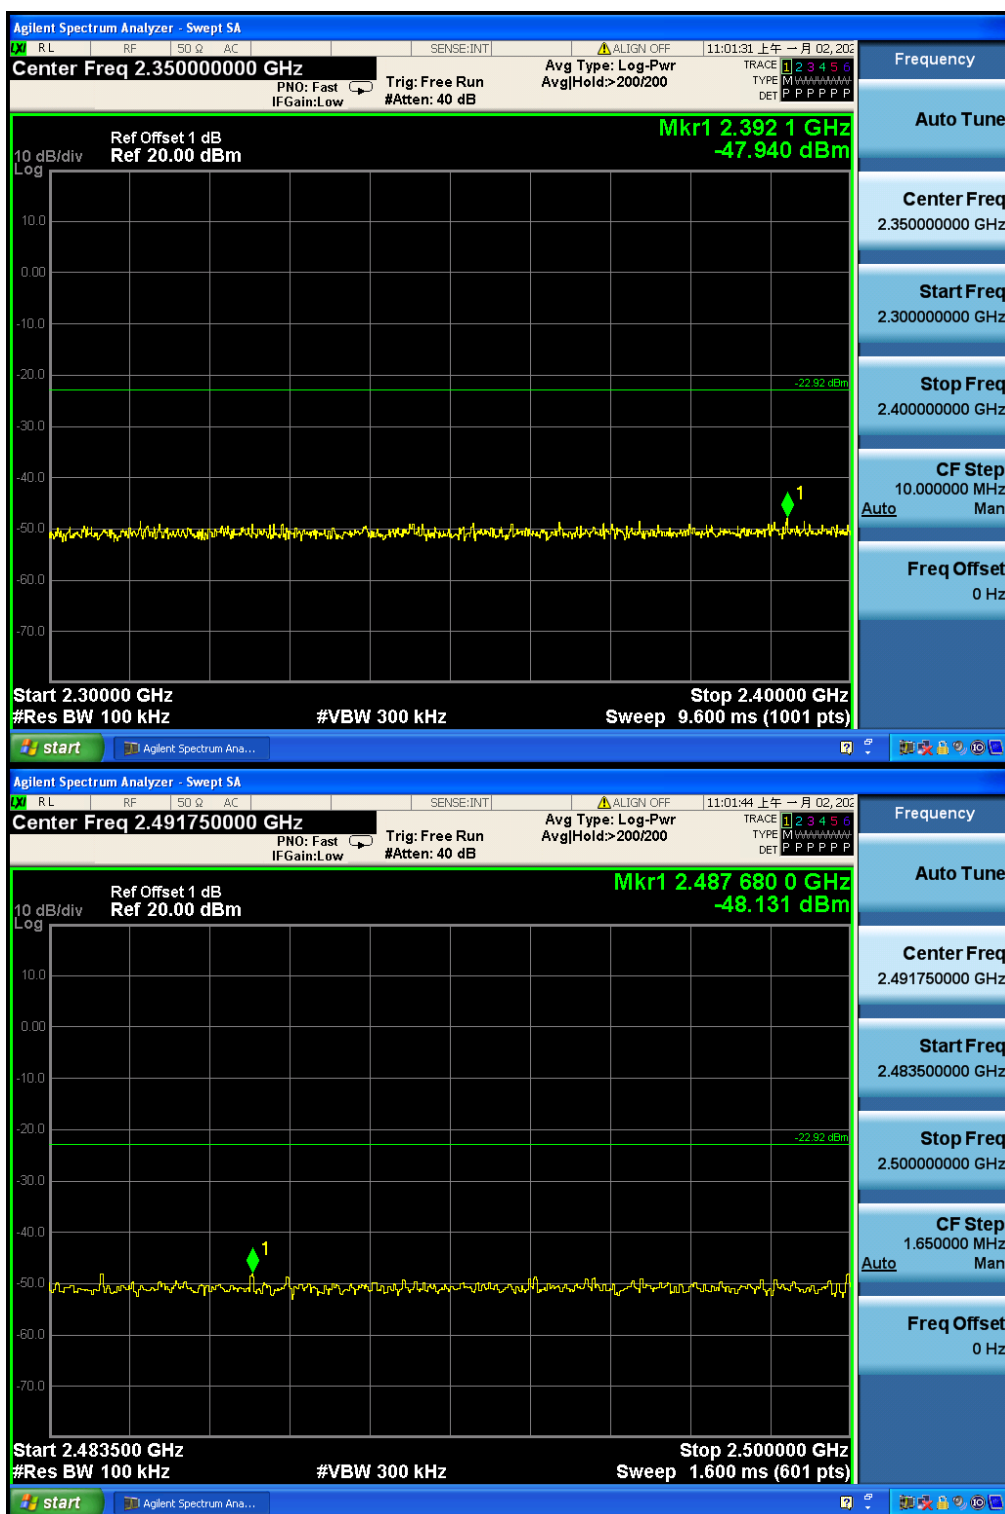 Agilent Spectrum Analyzer - Swept SA
LXI RL RF 50 Ω AC SENSE:INT ALIGN OFF 11:01:31 上午 一月 02, 202
Center Freq 2.350000000 GHz
PNO: Fast
IFGain:Low
Trig: Free Run
#Atten: 40 dB
Avg Type: Log-Pwr
Avg|Hold:>200/200
TRACE 1 2 3 4 5 6
TYPE M WWWWW
DET P P P P P P
Mkr1 2.392 1 GHz
-47.940 dBm
Ref Offset 1 dB
10 dB/div Ref 20.00 dBm
Log
10.0
0.00
-10.0
-20.0
-22.92 dBm
-30.0
-40.0
1
-50.0
-60.0
-70.0
Start 2.30000 GHz Stop 2.40000 GHz
#Res BW 100 kHz #VBW 300 kHz Sweep 9.600 ms (1001 pts)
Frequency
Auto Tune
Center Freq
2.350000000 GHz
Start Freq
2.300000000 GHz
Stop Freq
2.400000000 GHz
CF Step
10.000000 MHz
Auto Man
Freq Offset
0 Hz
start Agilent Spectrum Ana...
Agilent Spectrum Analyzer - Swept SA
LXI RL RF 50 Ω AC SENSE:INT ALIGN OFF 11:01:44 上午 一月 02, 202
Center Freq 2.491750000 GHz
PNO: Fast
IFGain:Low
Trig: Free Run
#Atten: 40 dB
Avg Type: Log-Pwr
Avg|Hold:>200/200
TRACE 1 2 3 4 5 6
TYPE M WWWWW
DET P P P P P P
Mkr1 2.487 680 0 GHz
-48.131 dBm
Ref Offset 1 dB
10 dB/div Ref 20.00 dBm
Log
10.0
0.00
-10.0
-20.0
-22.92 dBm
-30.0
-40.0
1
-50.0
-60.0
-70.0
Start 2.483500 GHz Stop 2.500000 GHz
#Res BW 100 kHz #VBW 300 kHz Sweep 1.600 ms (601 pts)
Frequency
Auto Tune
Center Freq
2.491750000 GHz
Start Freq
2.483500000 GHz
Stop Freq
2.500000000 GHz
CF Step
1.650000 MHz
Auto Man
Freq Offset
0 Hz
start Agilent Spectrum Ana...